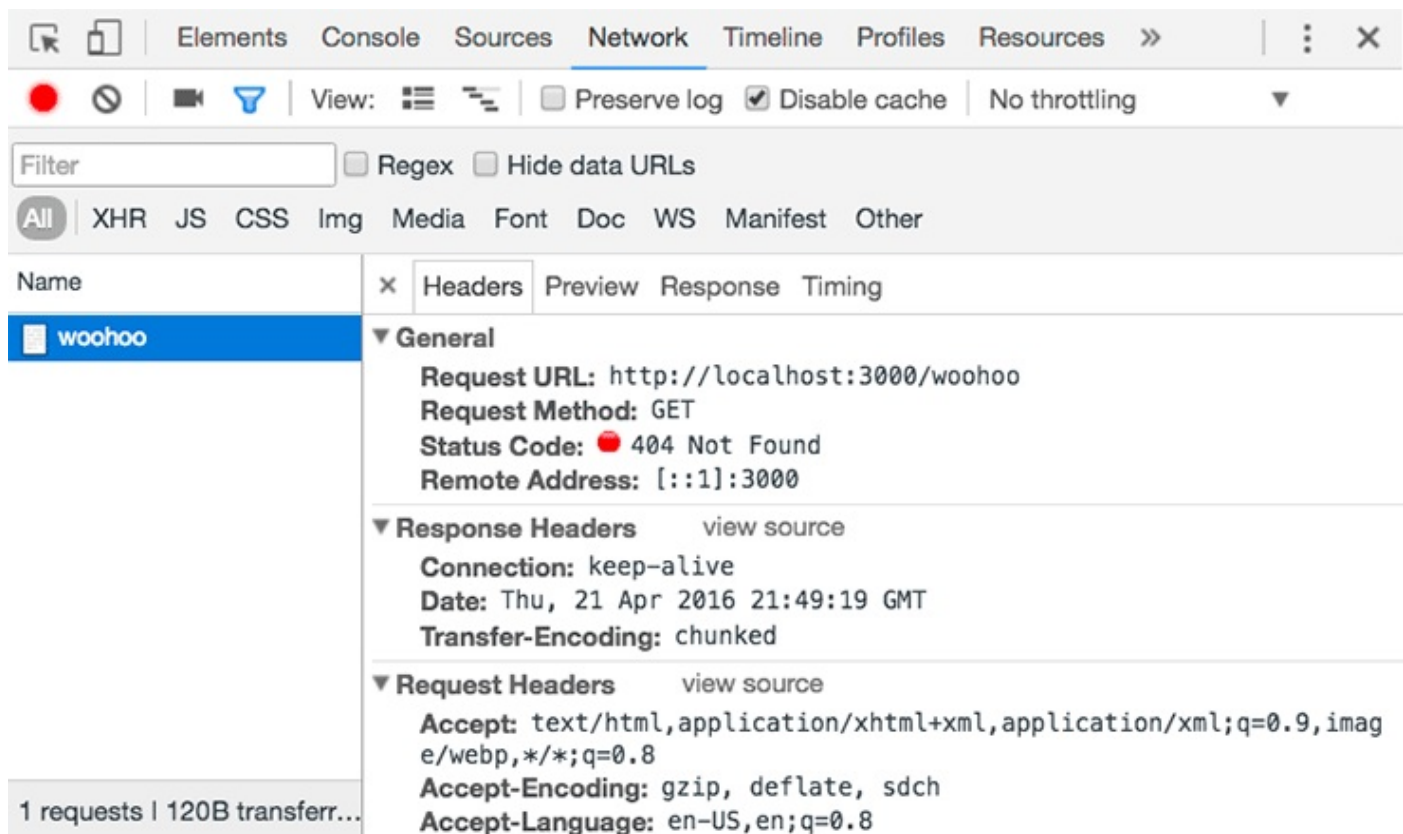 Elements Console Sources Network Timeline Profiles Resources »
View: Preserve log Disable cache No throttling
Filter Regex Hide data URLs
All XHR JS CSS Img Media Font Doc WS Manifest Other
Name
× Headers Preview Response Timing
woohoo
General
Request URL: http://localhost:3000/woohoo
Request Method: GET
Status Code: 404 Not Found
Remote Address: [::1]:3000
Response Headers view source
Connection: keep-alive
Date: Thu, 21 Apr 2016 21:49:19 GMT
Transfer-Encoding: chunked
Request Headers view source
Accept: text/html,application/xhtml+xml,application/xml;q=0.9,imag
e/webp,*/*;q=0.8
Accept-Encoding: gzip, deflate, sdch
Accept-Language: en-US,en;q=0.8
1 requests | 120B transferr...